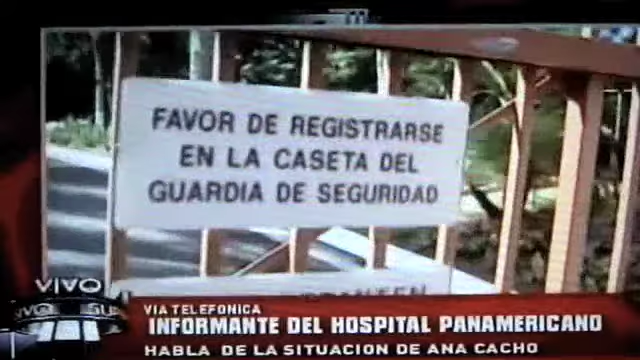 FAVOR DE REGISTRARSE
EN LA CASETA DEL
GUARDIA DE SEGURIDAD
VIVO
VIA TELEFONICA
INFORMANTE DEL HOSPITAL PANAMERICANO
HABLA DE LA SITUACION DE ANA CACHO